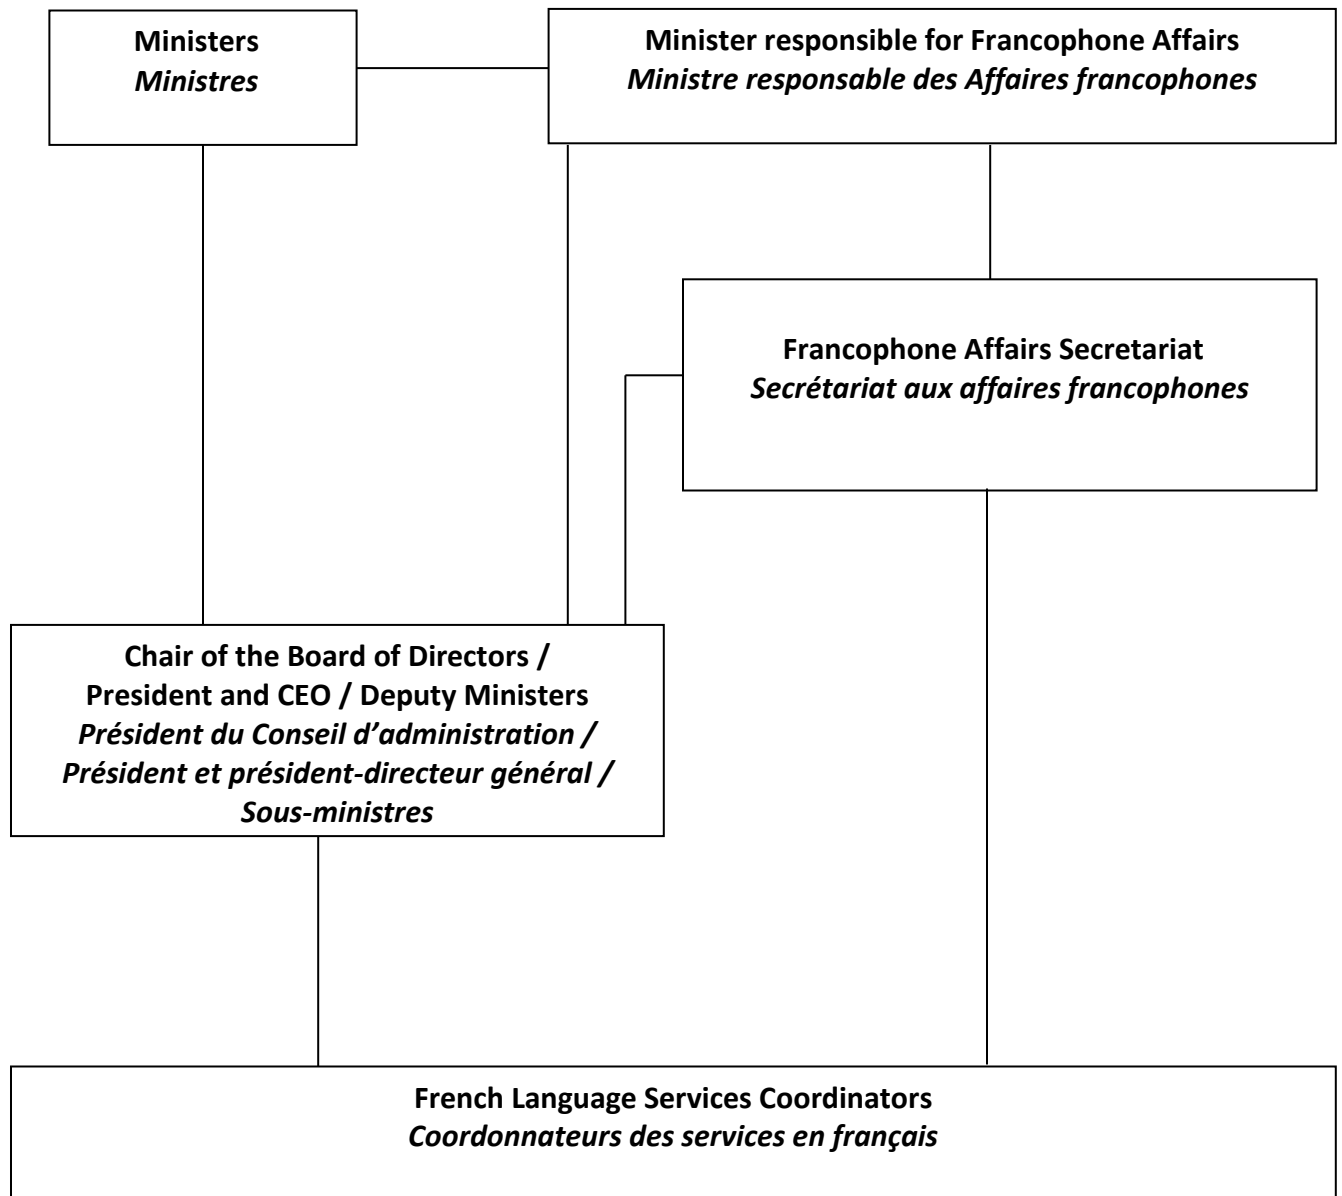 Ministers
Ministres
Minister responsible for Francophone Affairs
Ministre responsable des Affaires francophones
Francophone Affairs Secretariat
Secrétariat aux affaires francophones
Chair of the Board of Directors /
President and CEO / Deputy Ministers
Président du Conseil d’administration /
Président et président-directeur général /
Sous-ministres
French Language Services Coordinators
Coordonnateurs des services en français